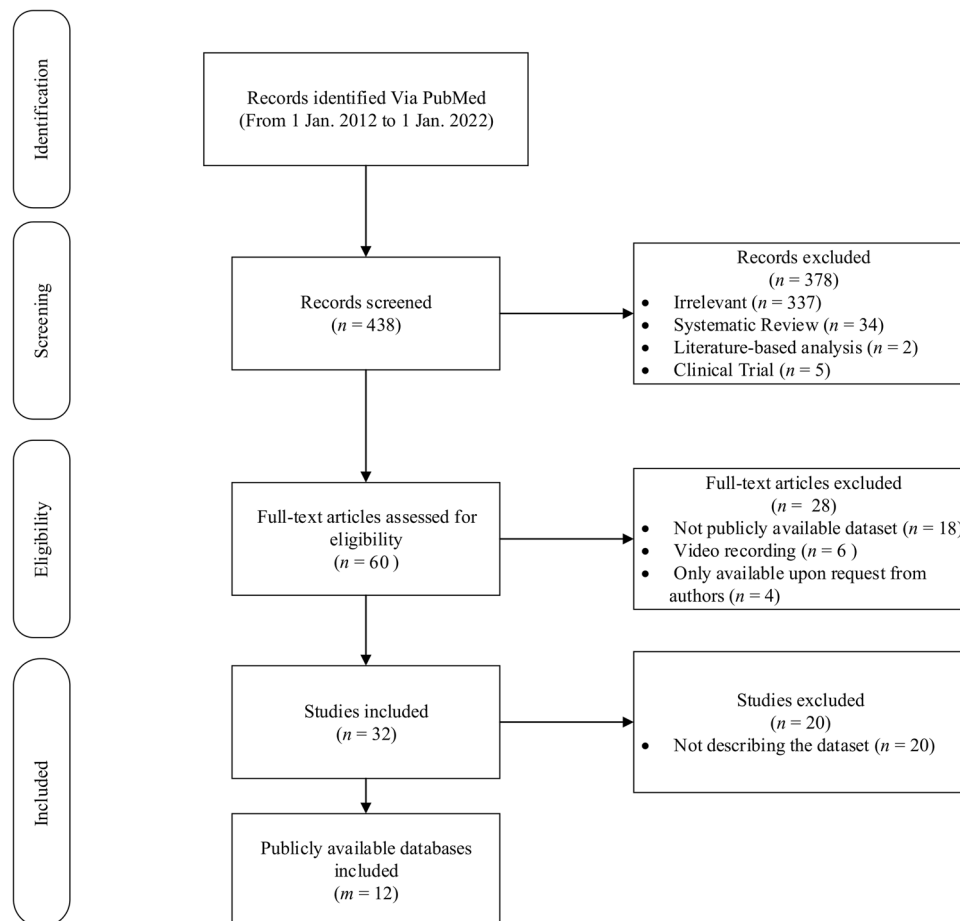 Identification
Records identified Via PubMed
(From 1 Jan. 2012 to 1 Jan. 2022)
Screening
Records screened
(n = 438)
Records excluded
(n = 378)
• Irrelevant (n = 337)
• Systematic Review (n = 34)
• Literature-based analysis (n = 2)
• Clinical Trial (n = 5)
Eligibility
Full-text articles assessed for
eligibility
(n = 60 )
Full-text articles excluded
(n = 28)
• Not publicly available dataset (n = 18)
• Video recording (n = 6 )
• Only available upon request from
authors (n = 4)
Included
Studies included
(n = 32)
Studies excluded
(n = 20)
• Not describing the dataset (n = 20)
Publicly available databases
included
(m = 12)